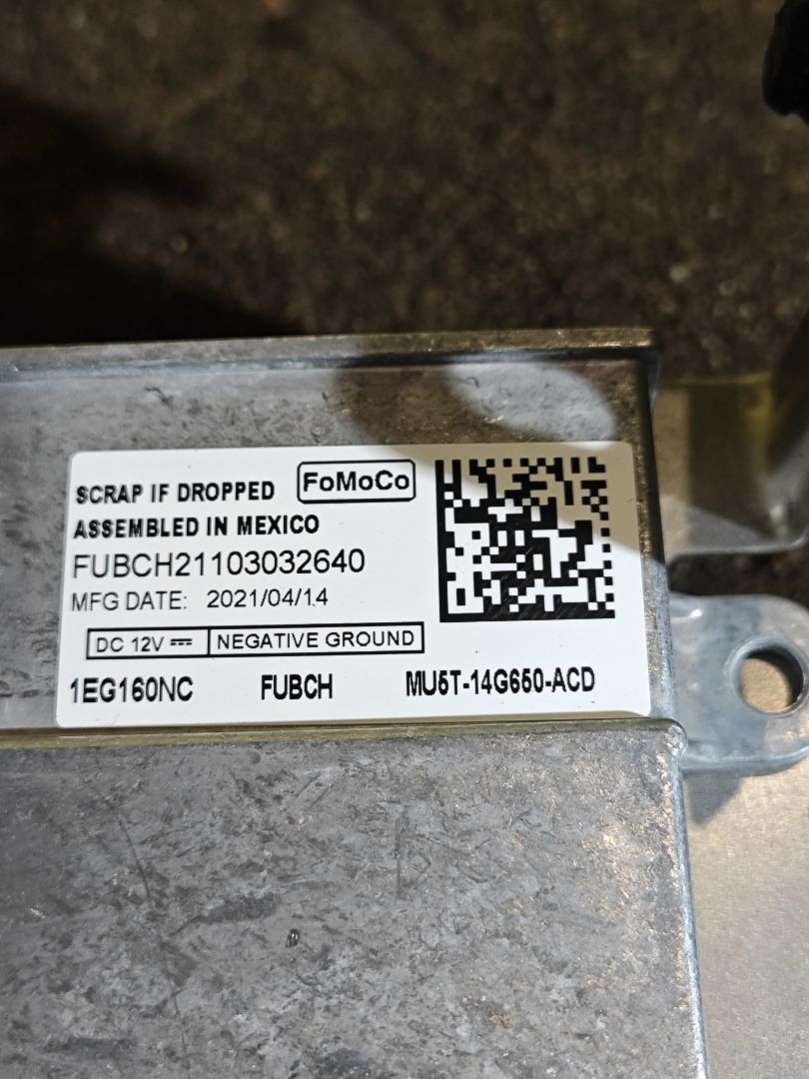 SCRAP IF DROPPED FoMoCo
ASSEMBLED IN MEXICO
FUBCH21103032640
MFG DATE: 2021/04/14
DC 12V ⎓ NEGATIVE GROUND
1EG160NC FUBCH MU5T-14G650-ACD